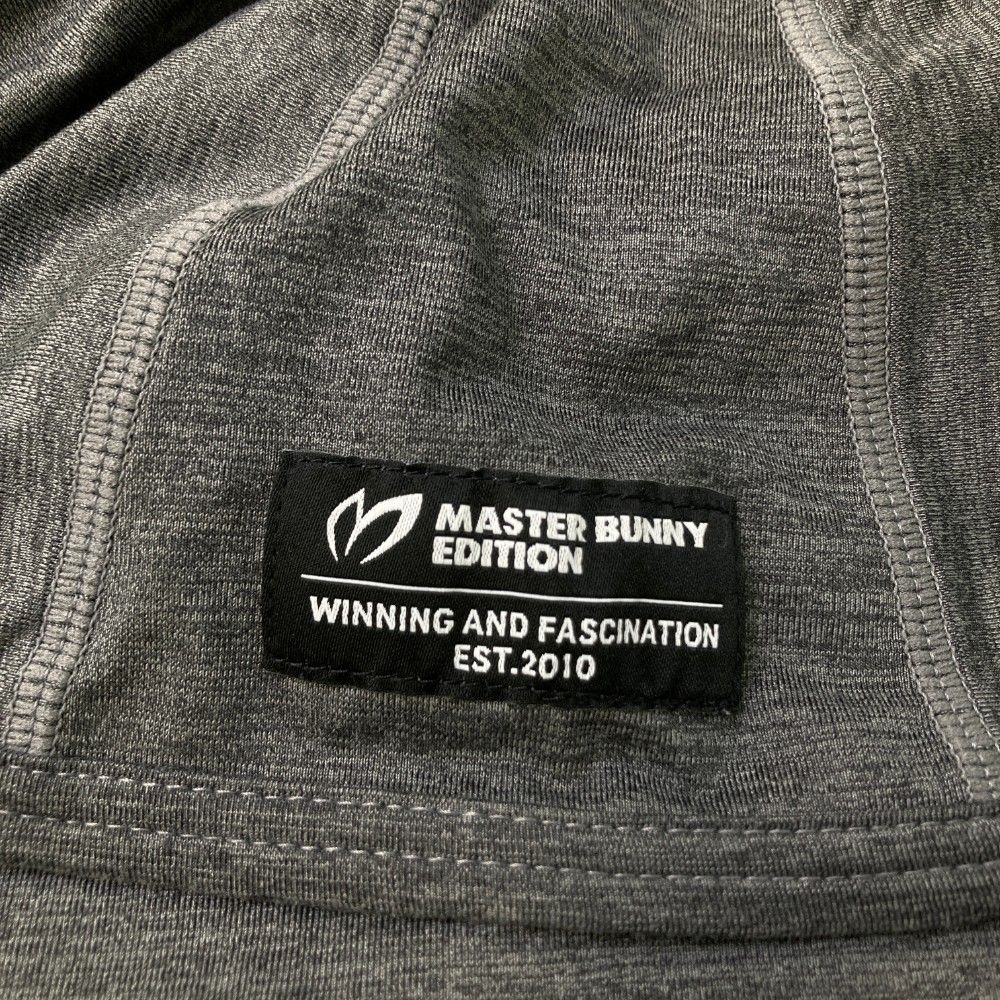 MASTER BUNNY
EDITION
WINNING AND FASCINATION
EST.2010